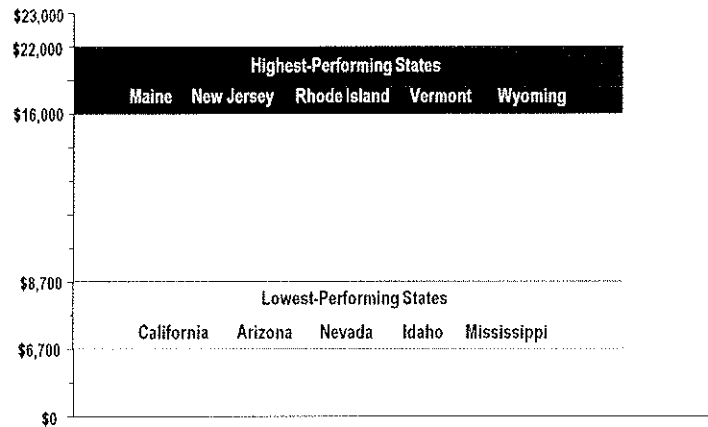 $23,000
$22,000
Highest-Performing States
Maine New Jersey Rhode Island Vermont Wyoming
$16,000
$8,700
Lowest-Performing States
California Arizona Nevada Idaho Mississippi
$6,700
$0